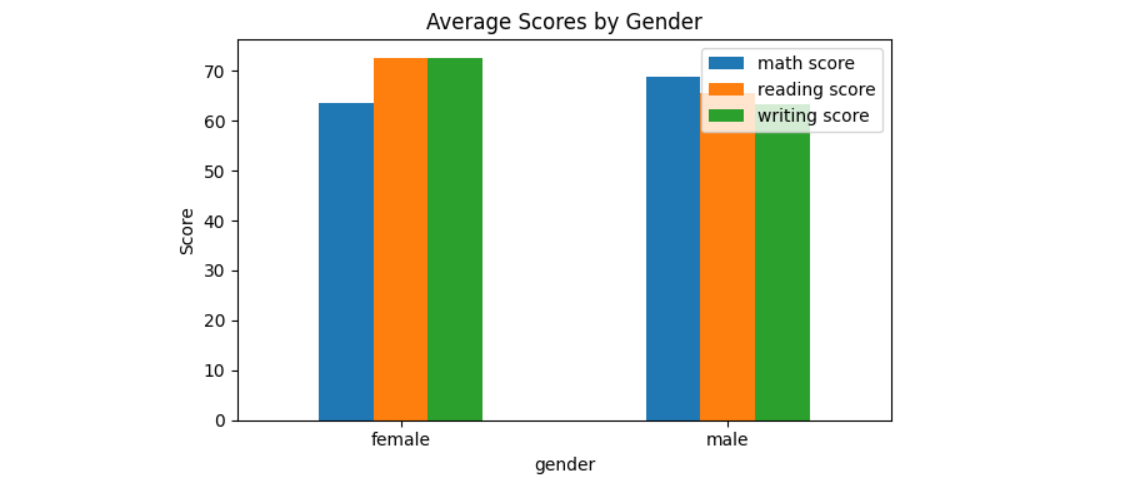 Average Scores by Gender
math score
reading score
writing score
70
60
50
40
30
20
10
0
Score
female male
gender